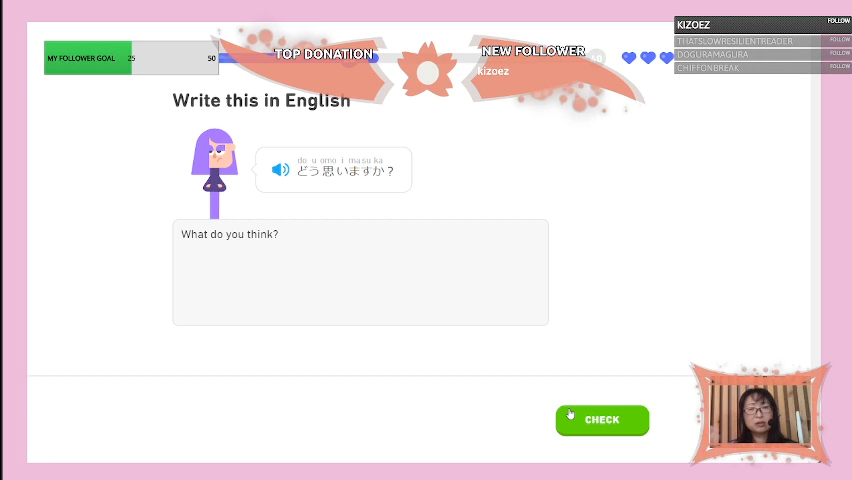 KIZOEZ FOLLOW
MY FOLLOWER GOAL 25 50
TOP DONATION
NEW FOLLOWER
kizoez
THATSLOWRESILIENTREADER FOLLOW
DOGURAMAGURA FOLLOW
CHIFFONBREAK FOLLOW
Write this in English
do u omo i masu ka
どう思いますか？
What do you think?
CHECK